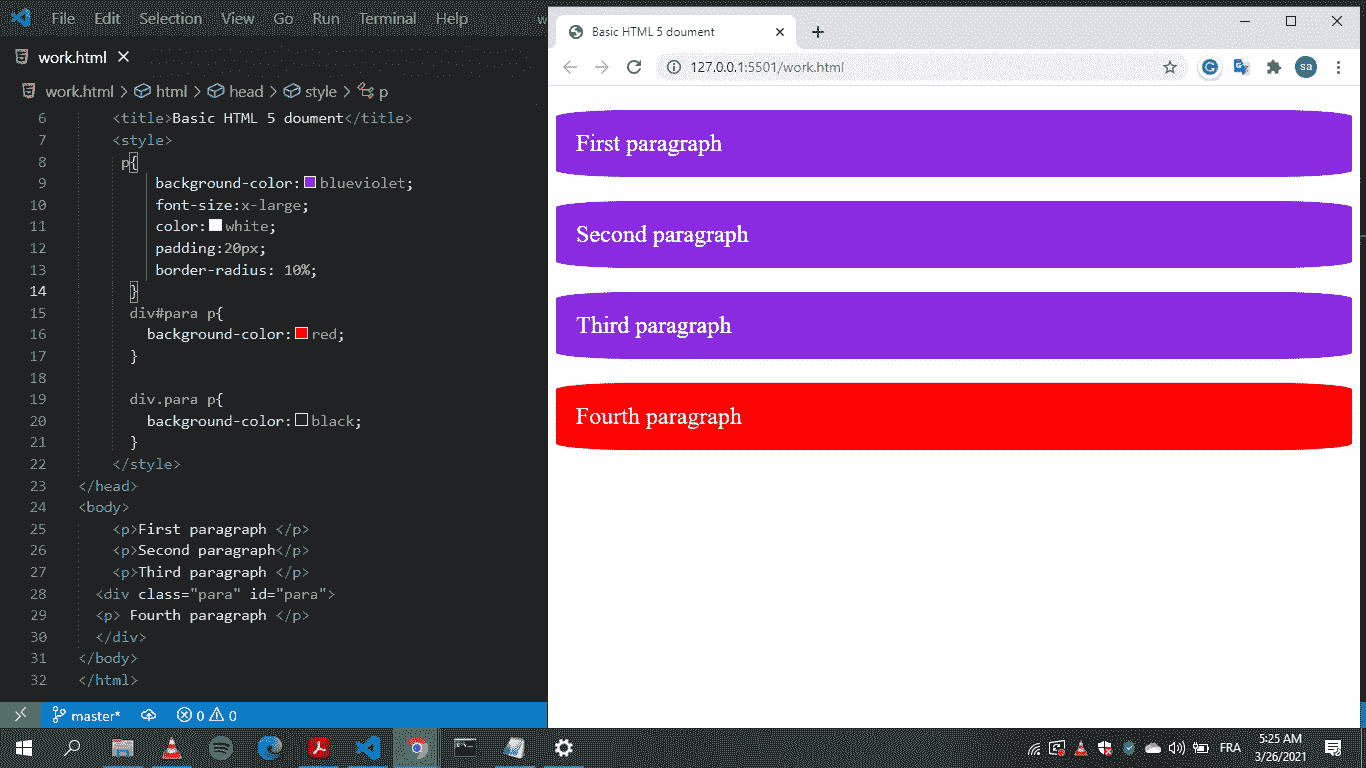 File Edit Selection View Go Run Terminal Help
work.html
work.html > html > head > style > p
6 <title>Basic HTML 5 doument</title>
7 <style>
8 p{
9 background-color: blueviolet;
10 font-size:x-large;
11 color: white;
12 padding:20px;
13 border-radius: 10%;
14 }
15 div#para p{
16 background-color: red;
17 }
18
19 div.para p{
20 background-color: black;
21 }
22 </style>
23 </head>
24 <body>
25 <p>First paragraph </p>
26 <p>Second paragraph</p>
27 <p>Third paragraph </p>
28 <div class="para" id="para">
29 <p> Fourth paragraph </p>
30 </div>
31 </body>
32 </html>
master* 0 0
Basic HTML 5 doument
127.0.0.1:5501/work.html
sa
First paragraph
Second paragraph
Third paragraph
Fourth paragraph
FRA
5:25 AM
3/26/2021